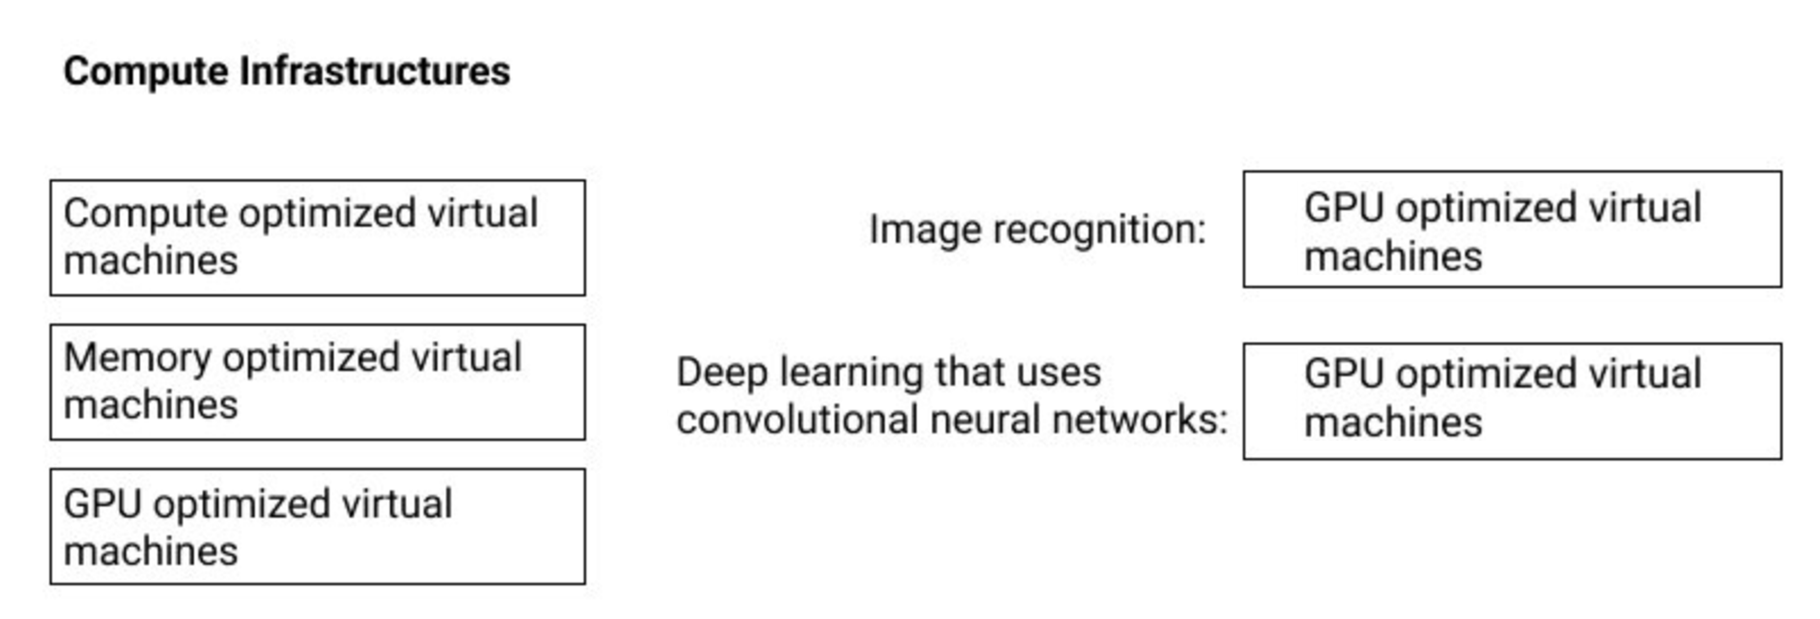 Compute Infrastructures
Compute optimized virtual
machines
Memory optimized virtual
machines
GPU optimized virtual
machines
Image recognition:
GPU optimized virtual
machines
Deep learning that uses
convolutional neural networks:
GPU optimized virtual
machines